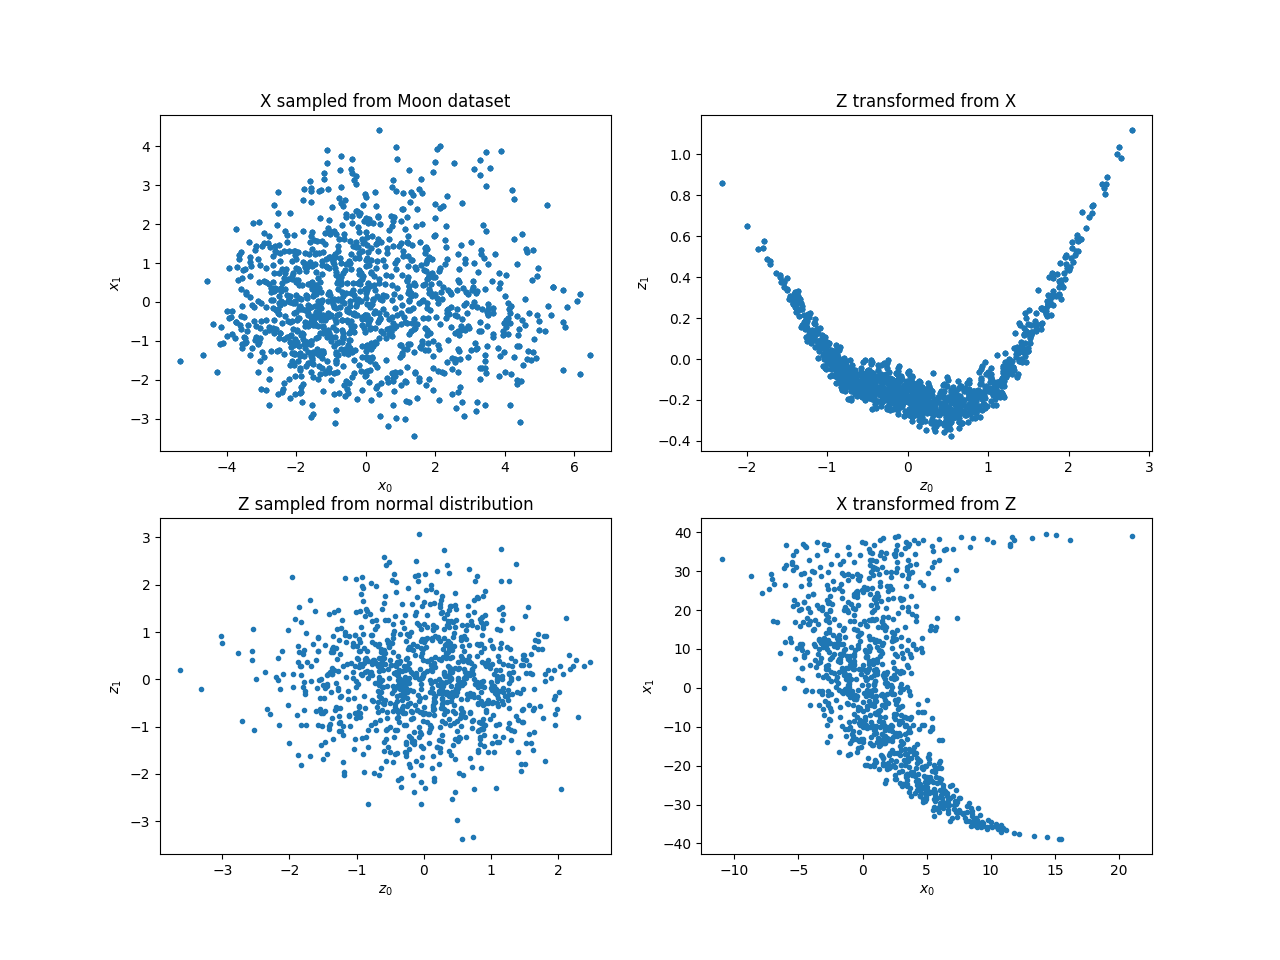 X sampled from Moon dataset
4
3
2
1
0
−1
−2
−3
x₁
−4 −2 0 2 4 6
x₀
Z transformed from X
1.0
0.8
0.6
0.4
0.2
0.0
−0.2
−0.4
z₁
−2 −1 0 1 2 3
z₀
Z sampled from normal distribution
3
2
1
0
−1
−2
−3
z₁
−3 −2 −1 0 1 2
z₀
X transformed from Z
40
30
20
10
0
−10
−20
−30
−40
x₁
−10 −5 0 5 10 15 20
x₀